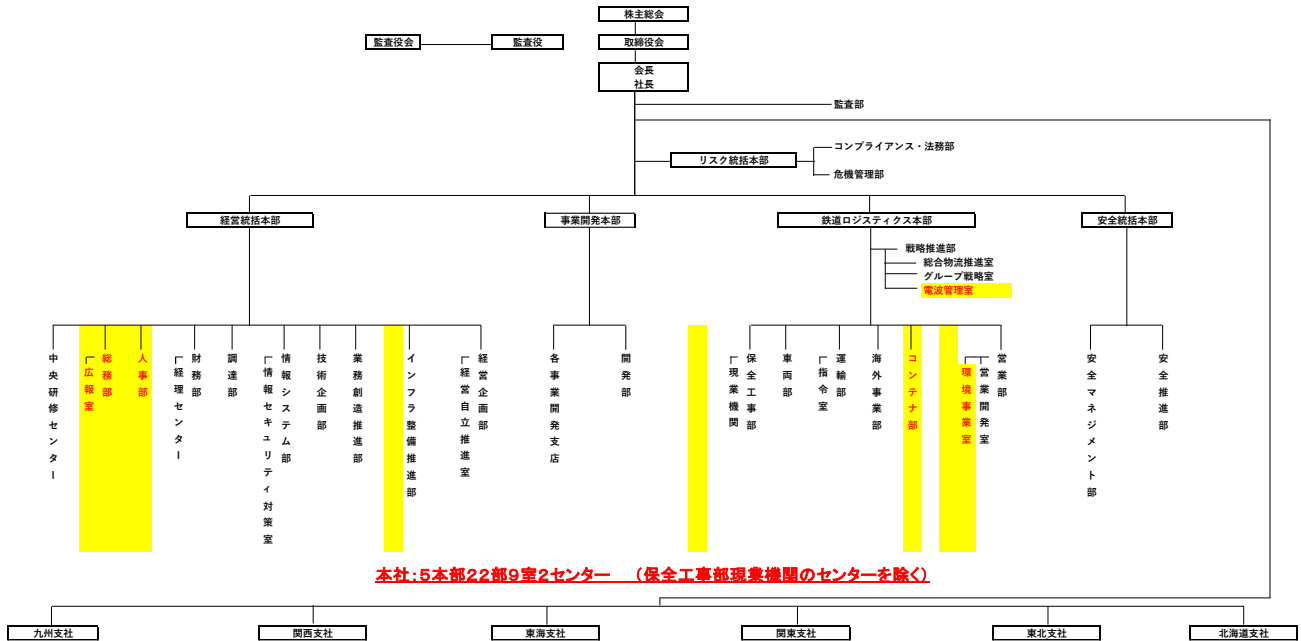 株主総会
監査役会
監査役
取締役会
会長
社長
監査部
リスク統括本部
コンプライアンス・法務部
危機管理部
経営統括本部
事業開発本部
鉄道ロジスティクス本部
安全統括本部
戦略推進部
総合物流推進室
グループ戦略室
電波管理室
中央研修センター
広報室
総務部
人事部
経理センター
財務部
調達部
情報セキュリティ対策室
情報システム部
技術企画部
業務創造推進部
インフラ整備推進部
経営自立推進室
経営企画部
各事業開発支店
開発部
現業機関
保全工事部
車両部
指令室
運輸部
海外事業部
コンテナ部
環境事業室
営業開発室
営業部
安全マネジメント部
安全推進部
本社:5本部22部9室2センター （保全工事部現業機関のセンターを除く）
九州支社
関西支社
東海支社
関東支社
東北支社
北海道支社